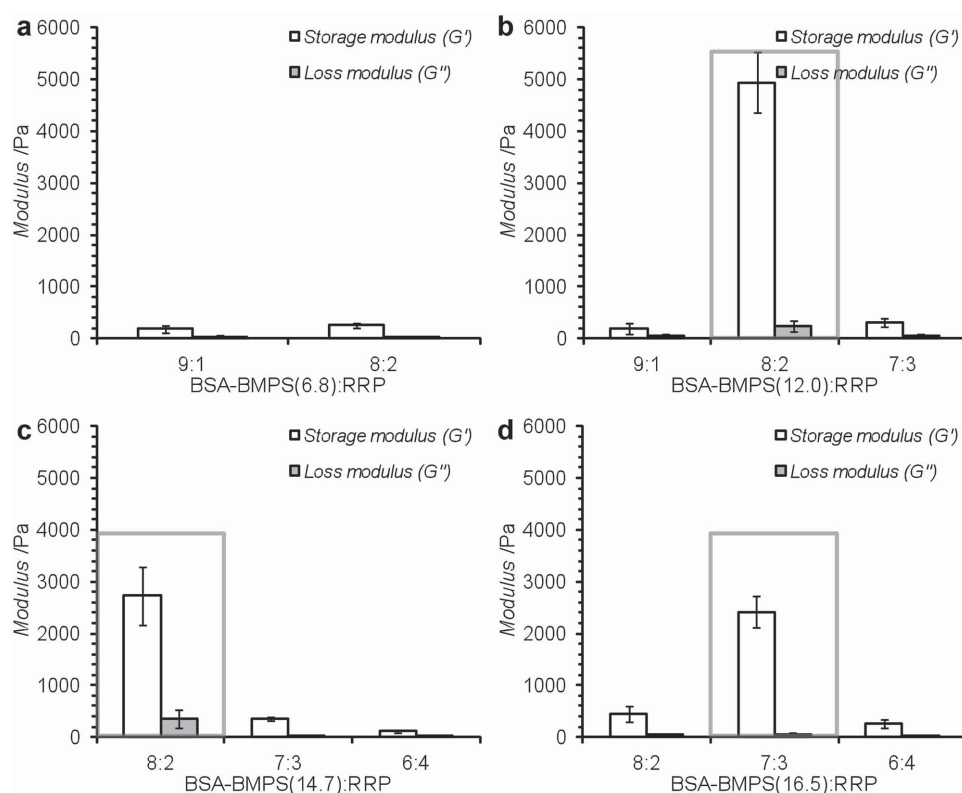 a
6000
5000
4000
3000
2000
1000
0
Modulus /Pa
Storage modulus (G')
Loss modulus (G")
9:1 8:2
BSA-BMPS(6.8):RRP
b
6000
5000
4000
3000
2000
1000
0
Modulus /Pa
Storage modulus (G')
Loss modulus (G")
9:1 8:2 7:3
BSA-BMPS(12.0):RRP
c
6000
5000
4000
3000
2000
1000
0
Modulus /Pa
Storage modulus (G')
Loss modulus (G")
8:2 7:3 6:4
BSA-BMPS(14.7):RRP
d
6000
5000
4000
3000
2000
1000
0
Modulus /Pa
Storage modulus (G')
Loss modulus (G")
8:2 7:3 6:4
BSA-BMPS(16.5):RRP